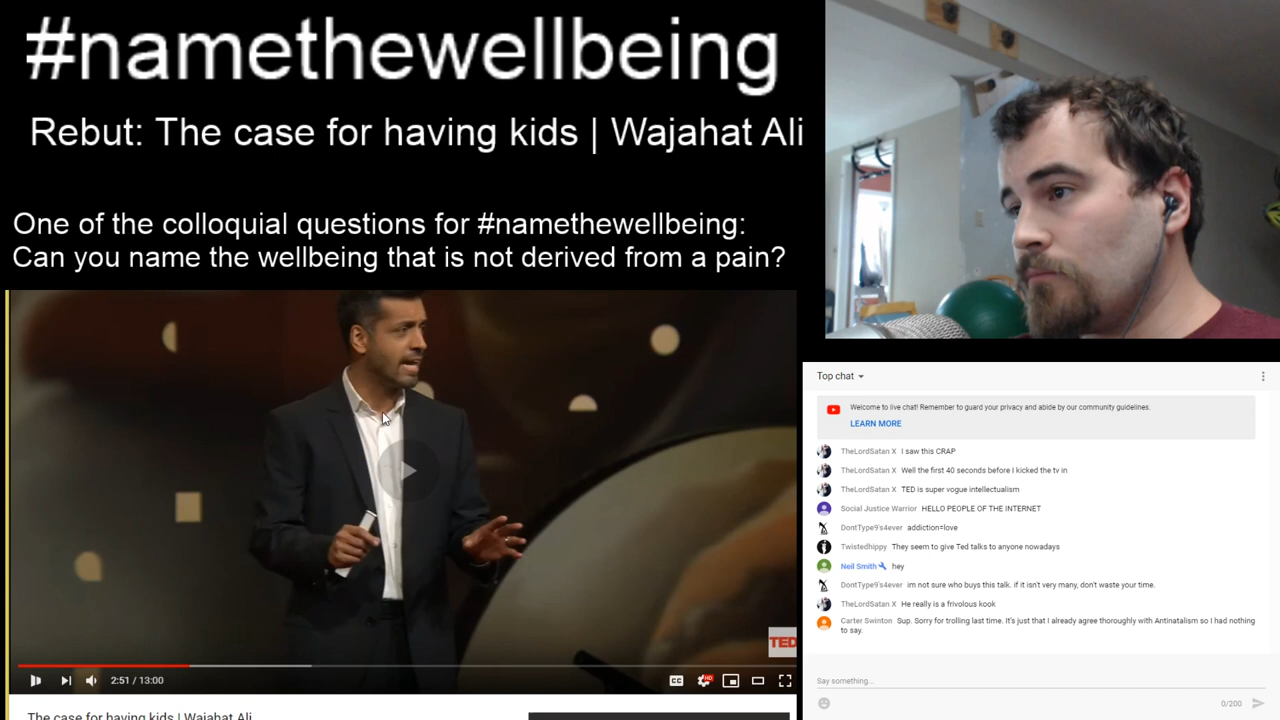 #namethewellbeing
Rebut: The case for having kids | Wajahat Ali
One of the colloquial questions for #namethewellbeing:
Can you name the wellbeing that is not derived from a pain?
TED
2:51 / 13:00
CC
HD
The case for having kids | Wajahat Ali
Top chat
Welcome to live chat! Remember to guard your privacy and abide by our community guidelines.
LEARN MORE
TheLordSatan X I saw this CRAP
TheLordSatan X Well the first 40 seconds before I kicked the tv in
TheLordSatan X TED is super vogue intellectualism
Social Justice Warrior HELLO PEOPLE OF THE INTERNET
DontType9's4ever addiction=love
Twistedhippy They seem to give Ted talks to anyone nowadays
Neil Smith hey
DontType9's4ever im not sure who buys this talk. if it isn't very many, don't waste your time.
TheLordSatan X He really is a frivolous kook
Carter Swinton Sup. Sorry for trolling last time. It's just that I already agree thoroughly with Antinatalism so I had nothing
to say.
Say something...
0/200